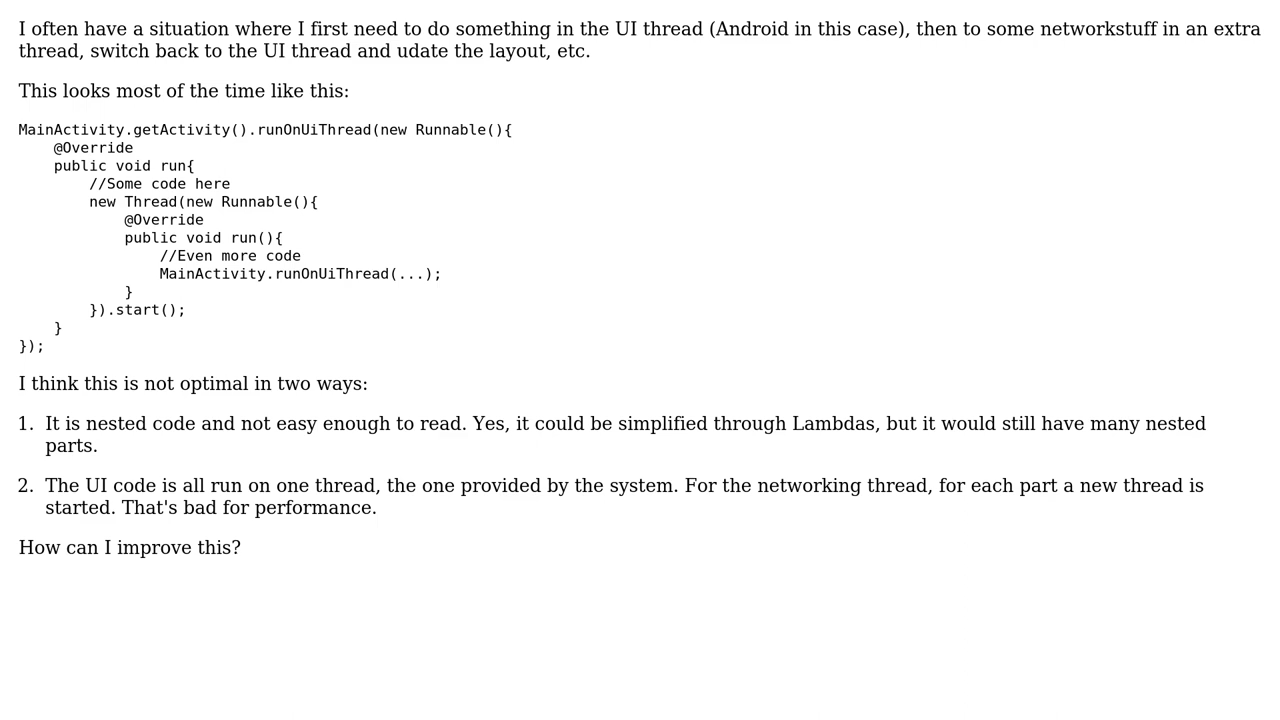 I often have a situation where I first need to do something in the UI thread (Android in this case), then to some networkstuff in an extra
thread, switch back to the UI thread and udate the layout, etc.
This looks most of the time like this:
MainActivity.getActivity().runOnUiThread(new Runnable(){
    @Override
    public void run{
        //Some code here
        new Thread(new Runnable(){
            @Override
            public void run(){
                //Even more code
                MainActivity.runOnUiThread(...);
            }
        }).start();
    }
});
I think this is not optimal in two ways:
1. It is nested code and not easy enough to read. Yes, it could be simplified through Lambdas, but it would still have many nested
parts.
2. The UI code is all run on one thread, the one provided by the system. For the networking thread, for each part a new thread is
started. That's bad for performance.
How can I improve this?